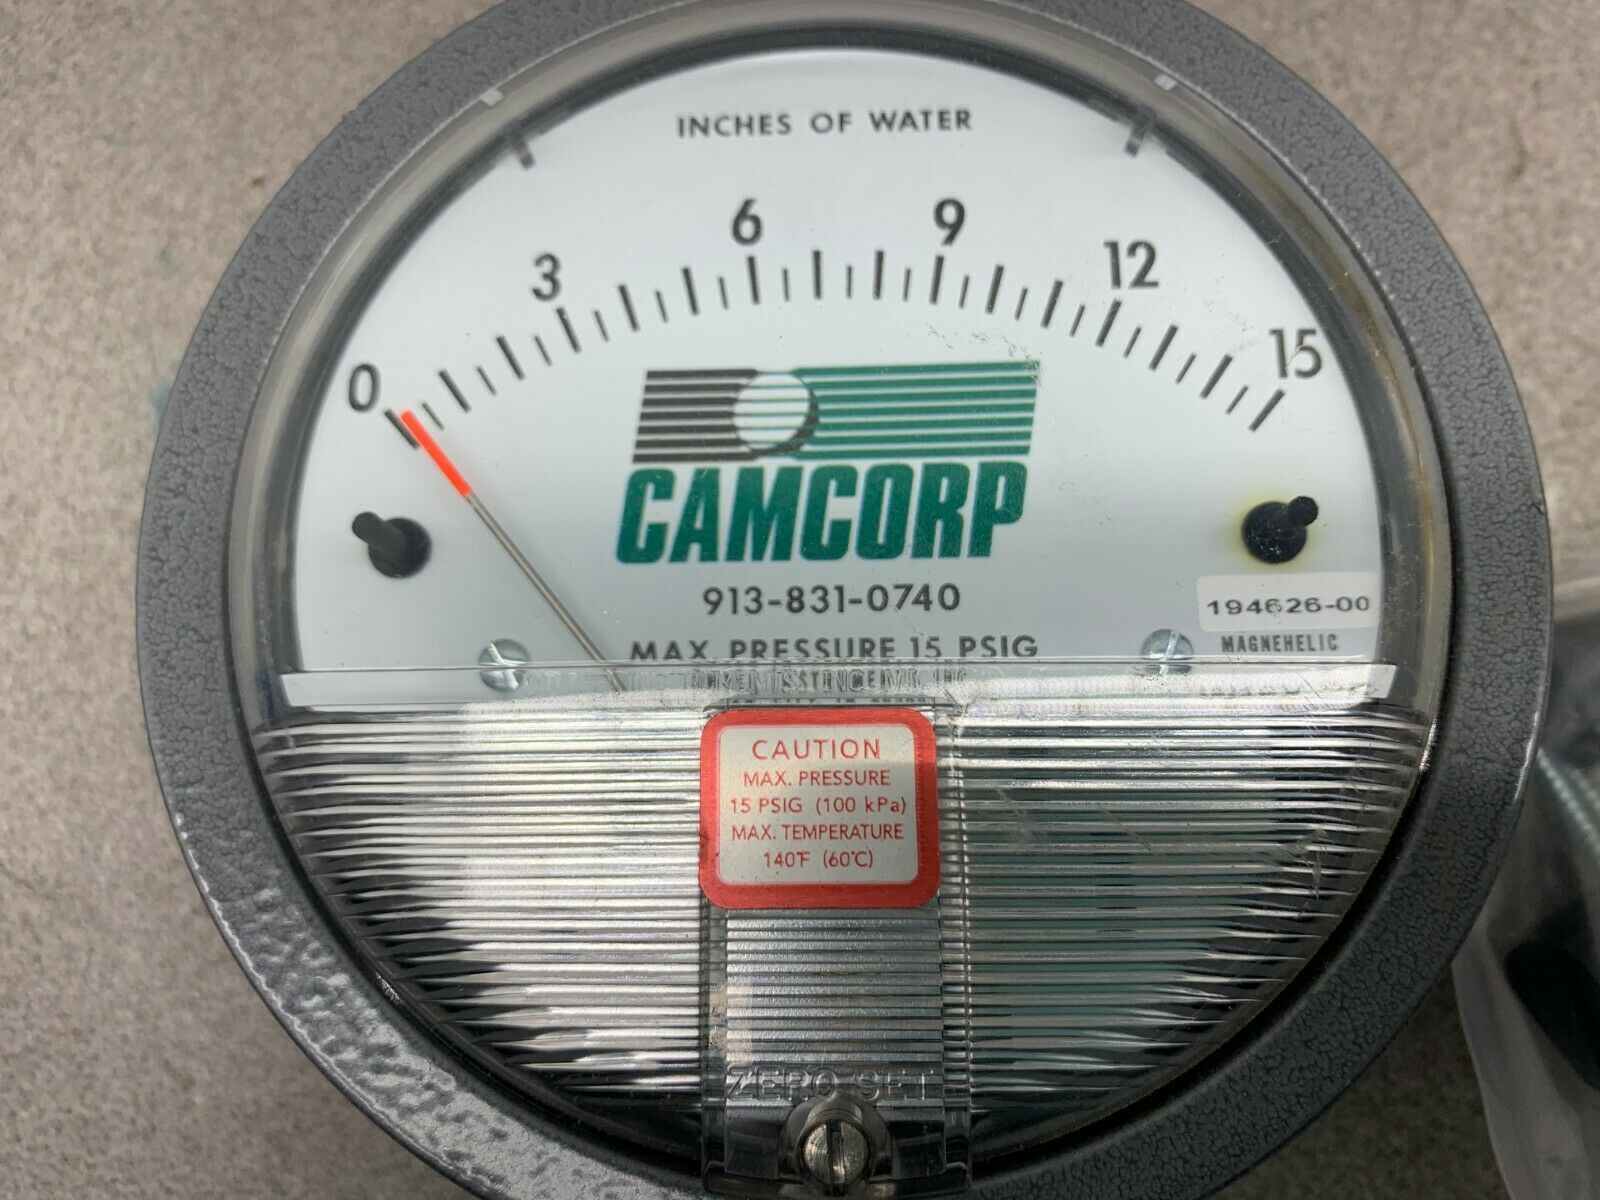 INCHES OF WATER
0 3 6 9 12 15
CAMCORP
913-831-0740
194626-00
MAX. PRESSURE 15 PSIG
MAGNEHELIC
CAUTION
MAX. PRESSURE
15 PSIG (100 kPa)
MAX. TEMPERATURE
140°F (60°C)
ZERO SET